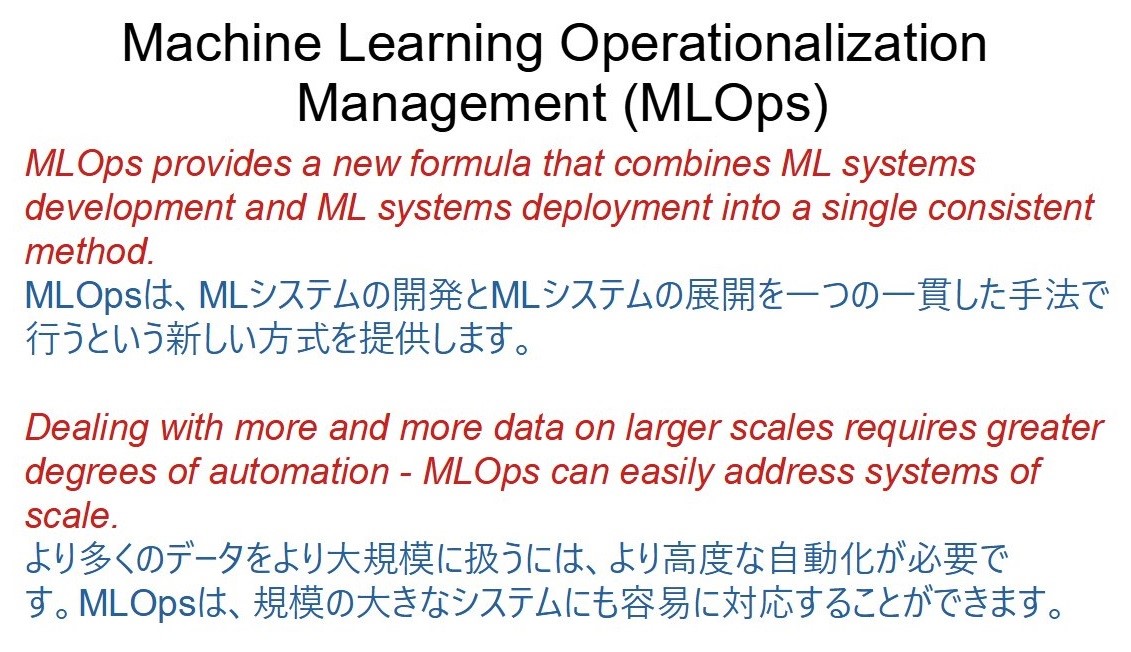 Machine Learning Operationalization
Management (MLOps)
MLOps provides a new formula that combines ML systems
development and ML systems deployment into a single consistent
method.
MLOpsは、MLシステムの開発とMLシステムの展開を一つの一貫した手法で
行うという新しい方式を提供します。
Dealing with more and more data on larger scales requires greater
degrees of automation - MLOps can easily address systems of
scale.
より多くのデータをより大規模に扱うには、より高度な自動化が必要で
す。MLOpsは、規模の大きなシステムにも容易に対応することができます。